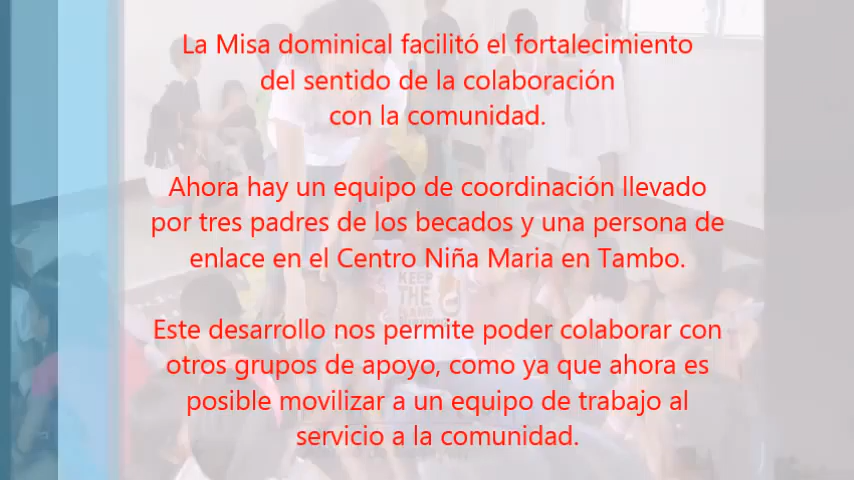 La Misa dominical facilitó el fortalecimiento
del sentido de la colaboración
con la comunidad.
Ahora hay un equipo de coordinación llevado
por tres padres de los becados y una persona de
enlace en el Centro Niña Maria en Tambo.
KEEP
THE
Este desarrollo nos permite poder colaborar con
otros grupos de apoyo, como ya que ahora es
posible movilizar a un equipo de trabajo al
servicio a la comunidad.